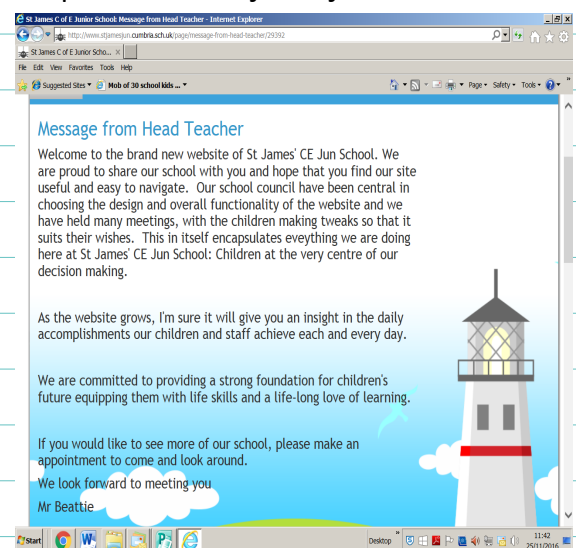 St James C of E Junior School: Message from Head Teacher - Internet Explorer
http://www.stjamesjun.cumbria.sch.uk/page/message-from-head-teacher/29392
St James C of E Junior Scho...
File Edit View Favorites Tools Help
Suggested Sites Mob of 30 school kids ... Page Safety Tools
Message from Head Teacher
Welcome to the brand new website of St James' CE Jun School. We
are proud to share our school with you and hope that you find our site
useful and easy to navigate. Our school council have been central in
choosing the design and overall functionality of the website and we
have held many meetings, with the children making tweaks so that it
suits their wishes. This in itself encapsulates eveything we are doing
here at St James' CE Jun School: Children at the very centre of our
decision making.
As the website grows, I'm sure it will give you an insight in the daily
accomplishments our children and staff achieve each and every day.
We are committed to providing a strong foundation for children's
future equipping them with life skills and a life-long love of learning.
If you would like to see more of our school, please make an
appointment to come and look around.
We look forward to meeting you
Mr Beattie
Start Desktop 11:42
25/11/2016